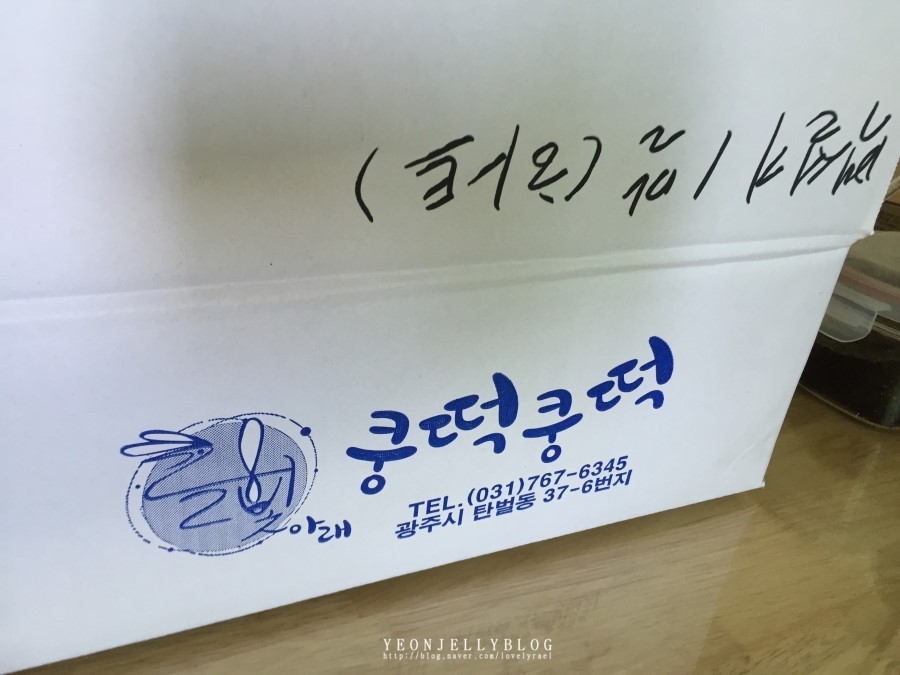 쿵떡쿵떡
TEL.(031)767-6345
광주시 탄벌동 37-6번지
아래
YEONJELLYBLOG
http://blog.naver.com/lovelyrael